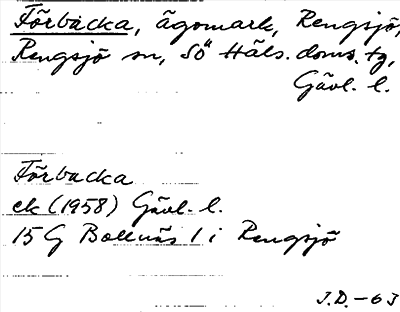 Förbäcka, ägomark, Rengsjö,
Rengsjö sn, Sö Häls. doms. tg,
Gävl. l.
Förbacka
ek (1958) Gävl. l.
15 G Bollnäs 1 i Rengsjö
J.D. - 63